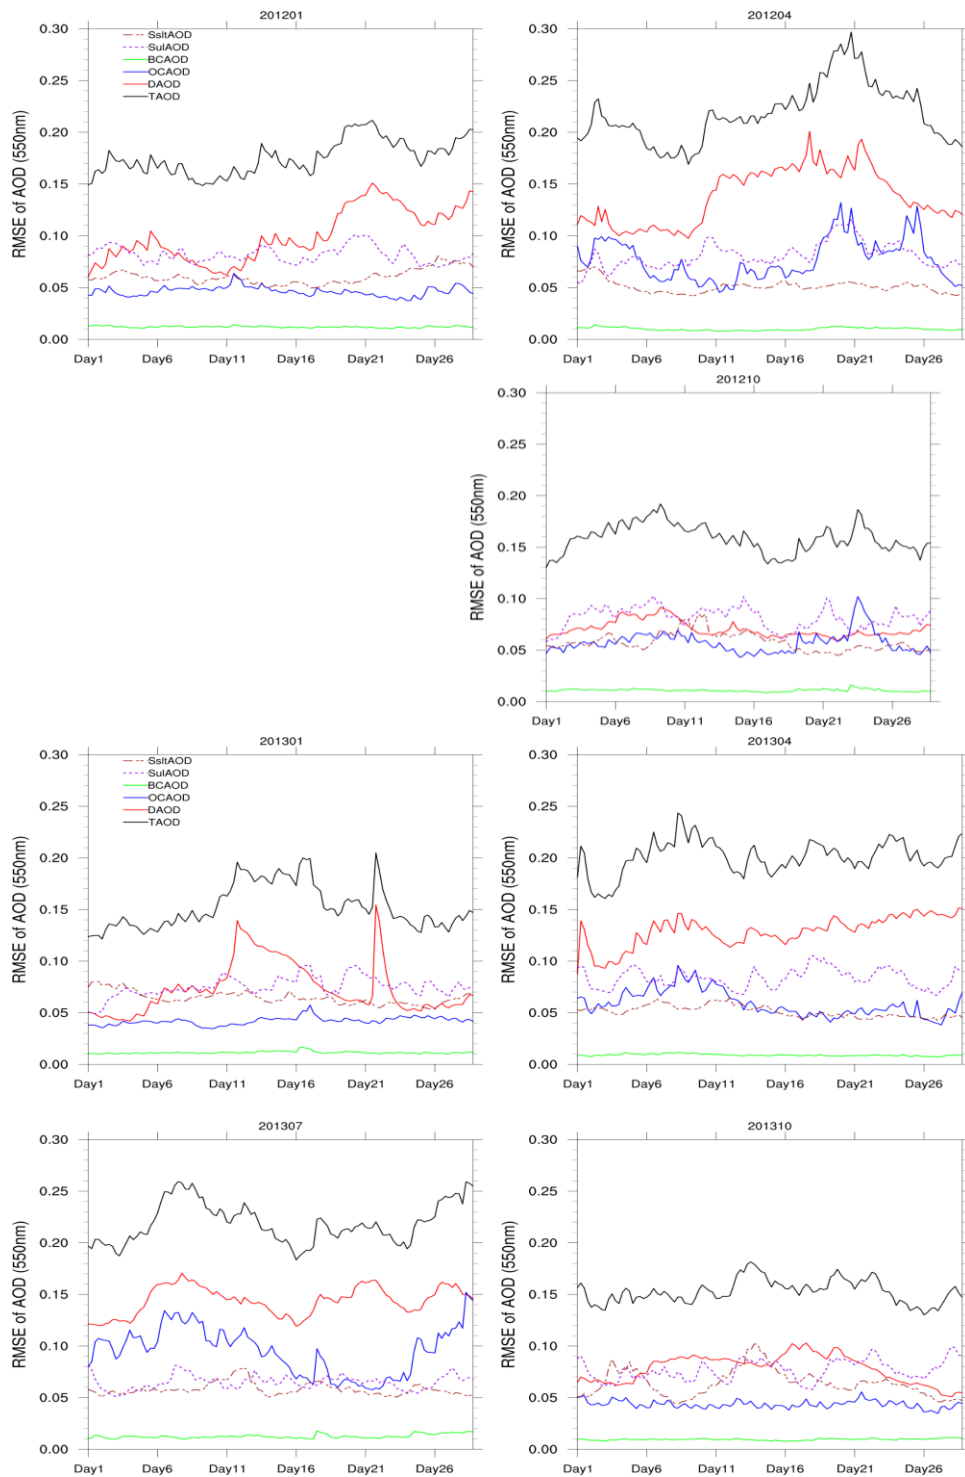 201201
RMSE of AOD (550nm)
0.30
0.25
0.20
0.15
0.10
0.05
0.00
SsltAOD
SulAOD
BCAOD
OCAOD
DAOD
TAOD
Day1 Day6 Day11 Day16 Day21 Day26
201204
RMSE of AOD (550nm)
0.30
0.25
0.20
0.15
0.10
0.05
0.00
Day1 Day6 Day11 Day16 Day21 Day26
201210
RMSE of AOD (550nm)
0.30
0.25
0.20
0.15
0.10
0.05
0.00
Day1 Day6 Day11 Day16 Day21 Day26
201301
RMSE of AOD (550nm)
0.30
0.25
0.20
0.15
0.10
0.05
0.00
SsltAOD
SulAOD
BCAOD
OCAOD
DAOD
TAOD
Day1 Day6 Day11 Day16 Day21 Day26
201304
RMSE of AOD (550nm)
0.30
0.25
0.20
0.15
0.10
0.05
0.00
Day1 Day6 Day11 Day16 Day21 Day26
201307
RMSE of AOD (550nm)
0.30
0.25
0.20
0.15
0.10
0.05
0.00
Day1 Day6 Day11 Day16 Day21 Day26
201310
RMSE of AOD (550nm)
0.30
0.25
0.20
0.15
0.10
0.05
0.00
Day1 Day6 Day11 Day16 Day21 Day26